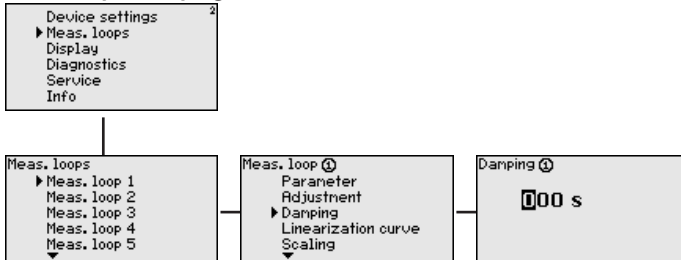 2
Device settings
Meas. loops
Display
Diagnostics
Service
Info
Meas. loops
Meas. loop 1
Meas. loop 2
Meas. loop 3
Meas. loop 4
Meas. loop 5
Meas. loop ①
Parameter
Adjustment
Damping
Linearization curve
Scaling
Damping ①
000 s